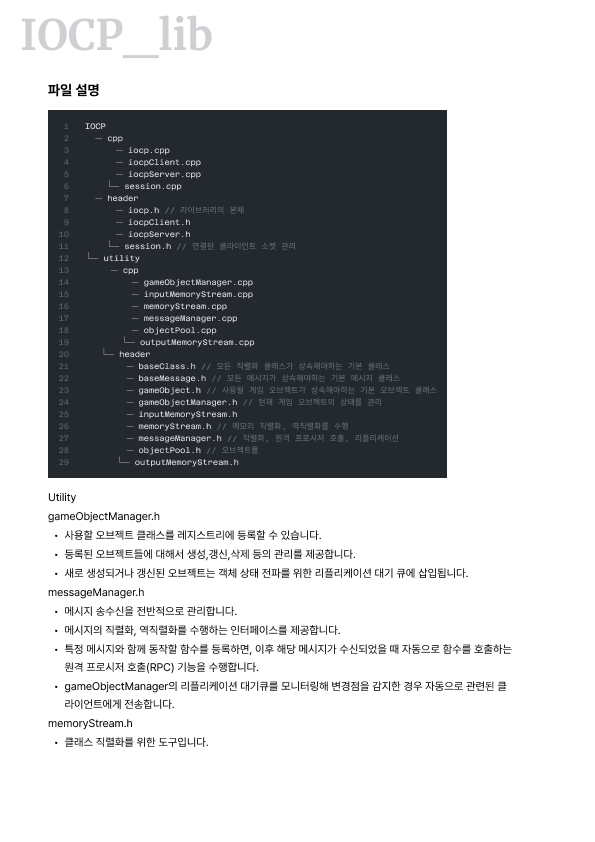 IOCP_lib
파일 설명
1 IOCP
2 — cpp
3 — iocp.cpp
4 — iocpClient.cpp
5 — iocpServer.cpp
6 └─ session.cpp
7 — header
8 — iocp.h // 라이브러리의 본체
9 — iocpClient.h
10 — iocpServer.h
11 └─ session.h // 연결된 클라이언트 소켓 관리
12 └─ utility
13 — cpp
14 — gameObjectManager.cpp
15 — inputMemoryStream.cpp
16 — memoryStream.cpp
17 — messageManager.cpp
18 — objectPool.cpp
19 └─ outputMemoryStream.cpp
20 └─ header
21 — baseClass.h // 모든 직렬화 클래스가 상속해야하는 기본 클래스
22 — baseMessage.h // 모든 메시지가 상속해야하는 기본 메시지 클래스
23 — gameObject.h // 사용될 게임 오브젝트가 상속해야하는 기본 오브젝트 클래스
24 — gameObjectManager.h // 현재 게임 오브젝트의 상태를 관리
25 — inputMemoryStream.h
26 — memoryStream.h // 메모리 직렬화, 역직렬화를 수행
27 — messageManager.h // 직렬화, 원격 프로시저 호출, 리플리케이션
28 — objectPool.h // 오브젝트풀
29 └─ outputMemoryStream.h
Utility
gameObjectManager.h
• 사용할 오브젝트 클래스를 레지스트리에 등록할 수 있습니다.
• 등록된 오브젝트들에 대해서 생성,갱신,삭제 등의 관리를 제공합니다.
• 새로 생성되거나 갱신된 오브젝트는 객체 상태 전파를 위한 리플리케이션 대기 큐에 삽입됩니다.
messageManager.h
• 메시지 송수신을 전반적으로 관리합니다.
• 메시지의 직렬화, 역직렬화를 수행하는 인터페이스를 제공합니다.
• 특정 메시지와 함께 동작할 함수를 등록하면, 이후 해당 메시지가 수신되었을 때 자동으로 함수를 호출하는
원격 프로시저 호출(RPC) 기능을 수행합니다.
• gameObjectManager의 리플리케이션 대기큐를 모니터링해 변경점을 감지한 경우 자동으로 관련된 클
라이언트에게 전송합니다.
memoryStream.h
• 클래스 직렬화를 위한 도구입니다.